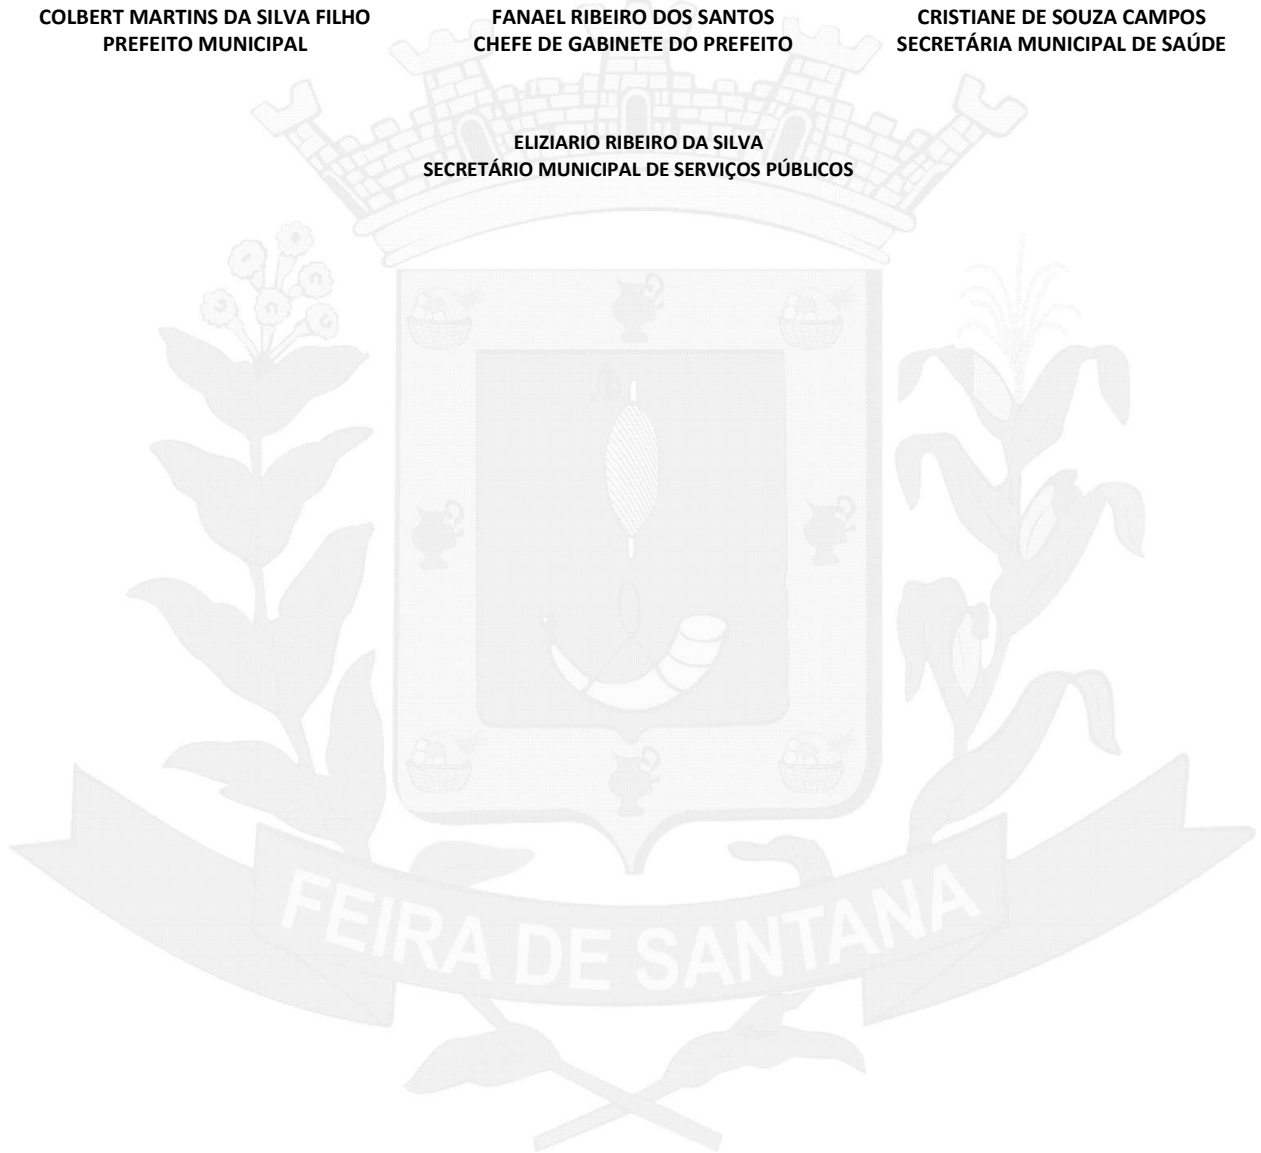 COLBERT MARTINS DA SILVA FILHO
PREFEITO MUNICIPAL
FANAEL RIBEIRO DOS SANTOS
CHEFE DE GABINETE DO PREFEITO
CRISTIANE DE SOUZA CAMPOS
SECRETÁRIA MUNICIPAL DE SAÚDE
ELIZIARIO RIBEIRO DA SILVA
SECRETÁRIO MUNICIPAL DE SERVIÇOS PÚBLICOS
FEIRA DE SANTANA